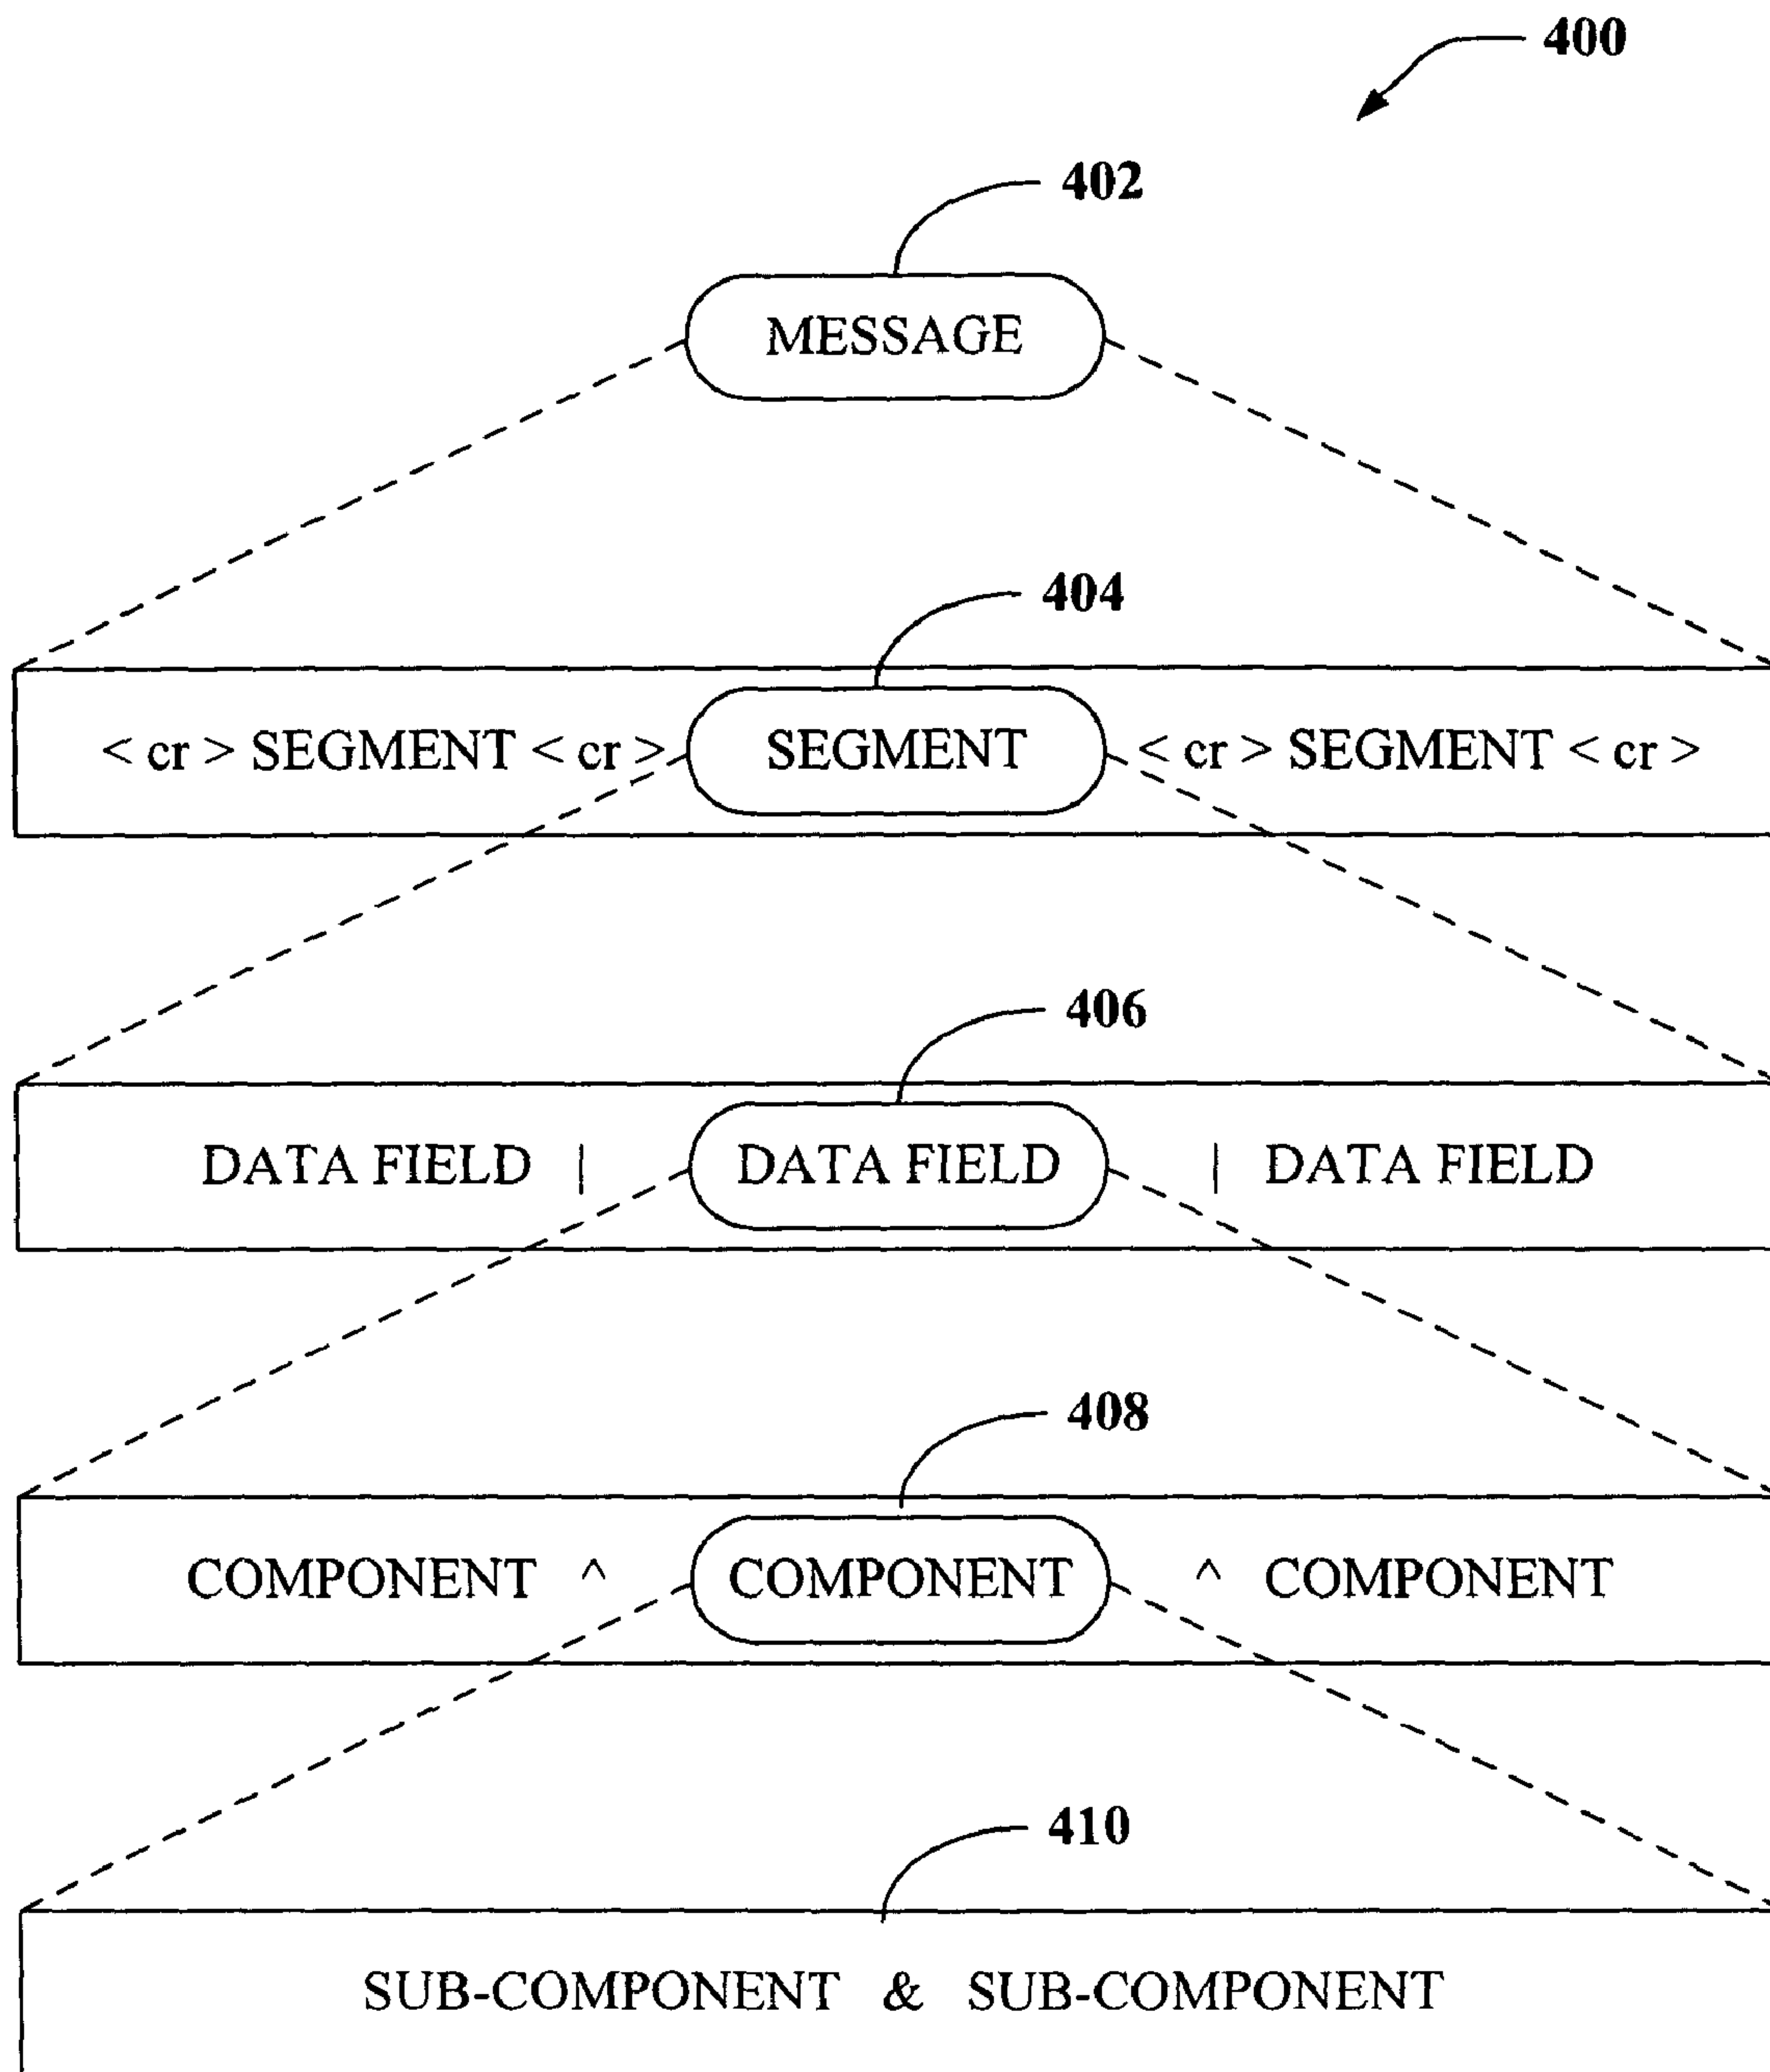 400
402
MESSAGE
404
< cr > SEGMENT < cr > SEGMENT < cr > SEGMENT < cr >
406
DATA FIELD | DATA FIELD | DATA FIELD
408
COMPONENT ^ COMPONENT ^ COMPONENT
410
SUB-COMPONENT & SUB-COMPONENT